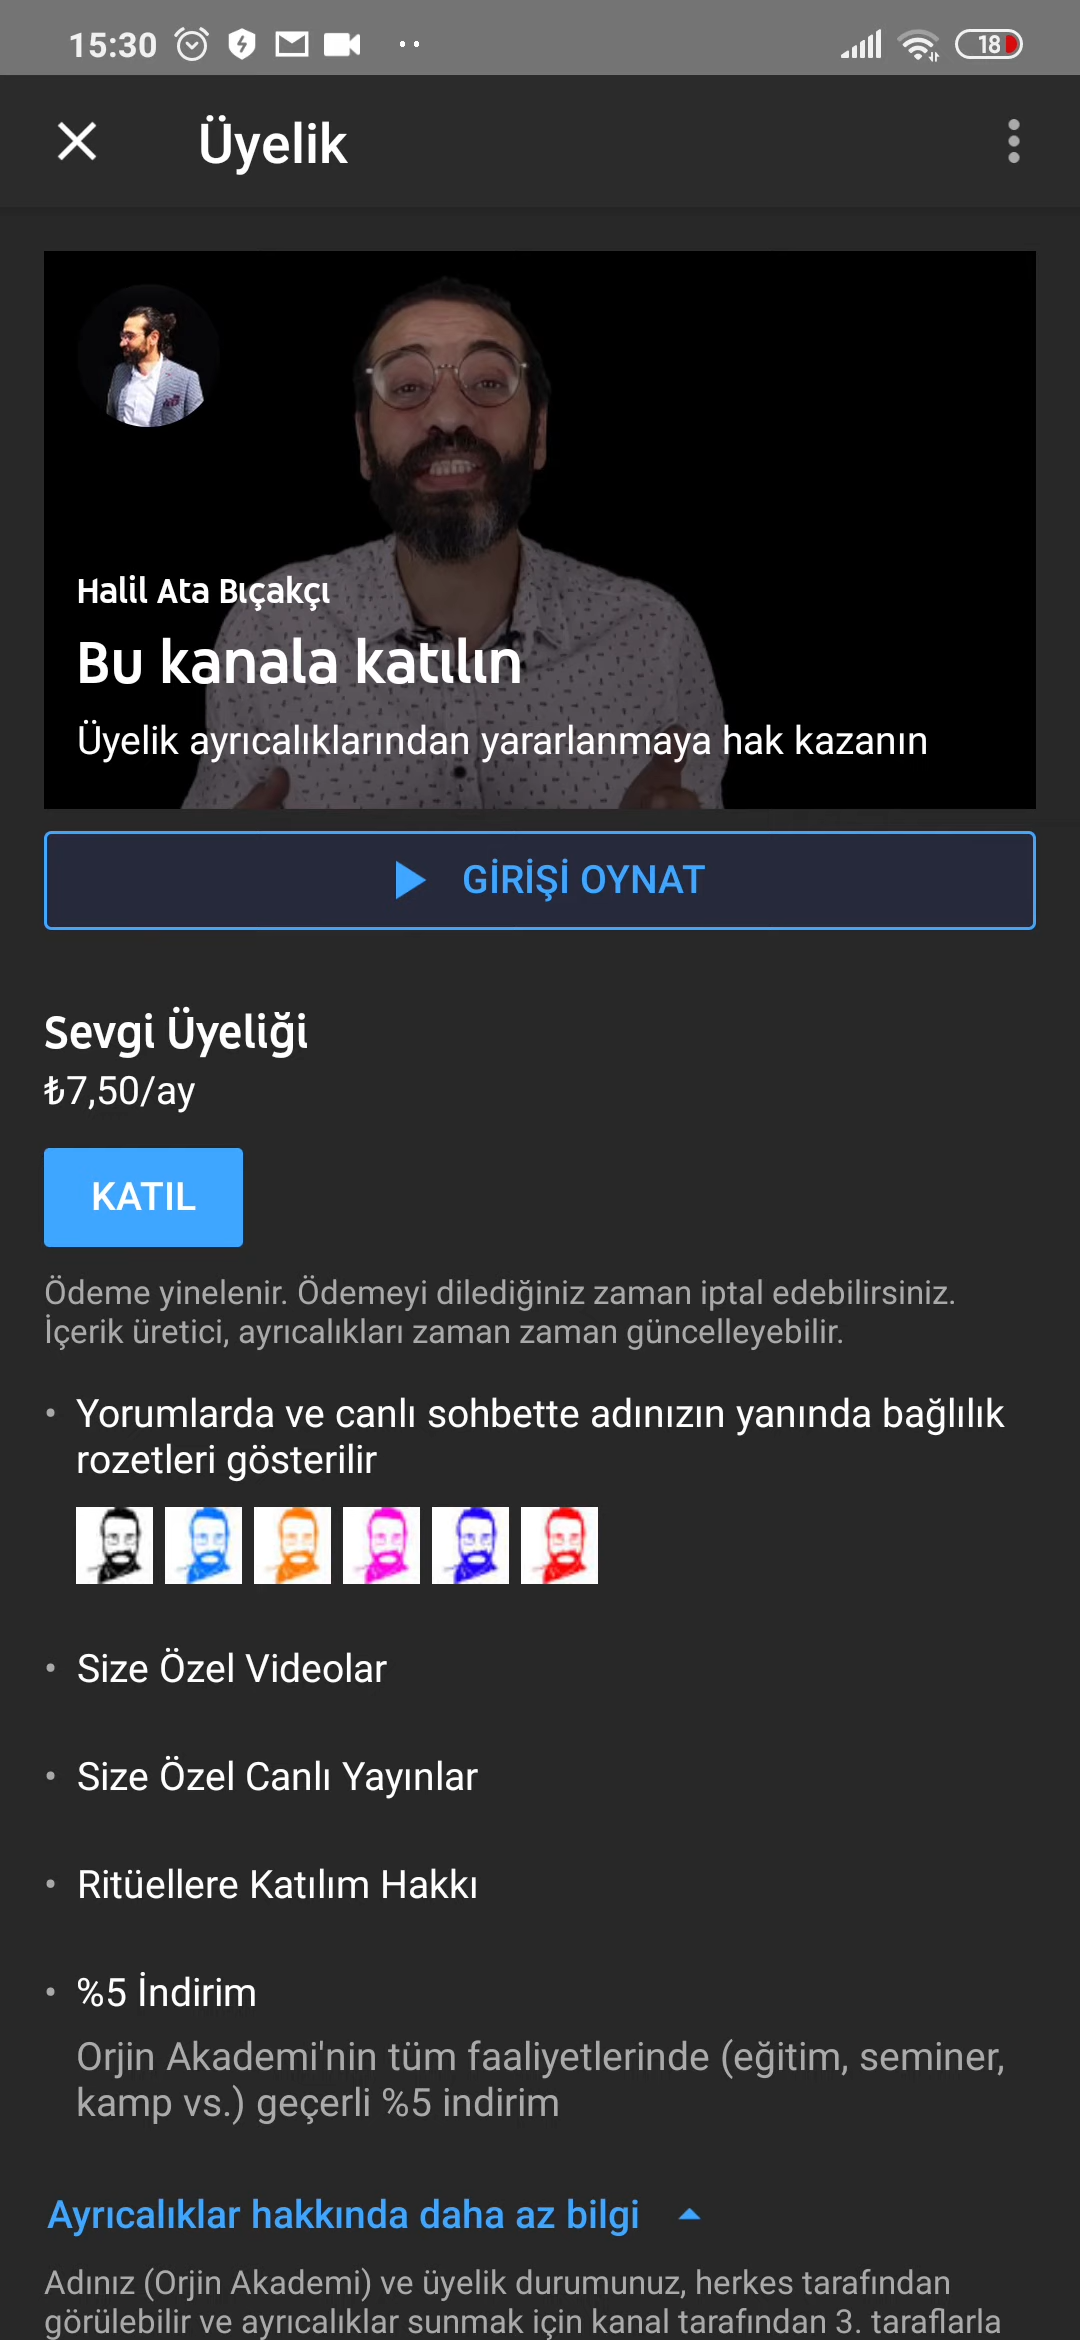 15:30
18
Üyelik
Halil Ata Bıçakçı
Bu kanala katılın
Üyelik ayrıcalıklarından yararlanmaya hak kazanın
GİRİŞİ OYNAT
Sevgi Üyeliği
₺7,50/ay
KATIL
Ödeme yinelenir. Ödemeyi dilediğiniz zaman iptal edebilirsiniz.
İçerik üretici, ayrıcalıkları zaman zaman güncelleyebilir.
• Yorumlarda ve canlı sohbette adınızın yanında bağlılık
rozetleri gösterilir
• Size Özel Videolar
• Size Özel Canlı Yayınlar
• Ritüellere Katılım Hakkı
• %5 İndirim
Orjin Akademi'nin tüm faaliyetlerinde (eğitim, seminer,
kamp vs.) geçerli %5 indirim
Ayrıcalıklar hakkında daha az bilgi
Adınız (Orjin Akademi) ve üyelik durumunuz, herkes tarafından
görülebilir ve ayrıcalıklar sunmak için kanal tarafından 3. taraflarla